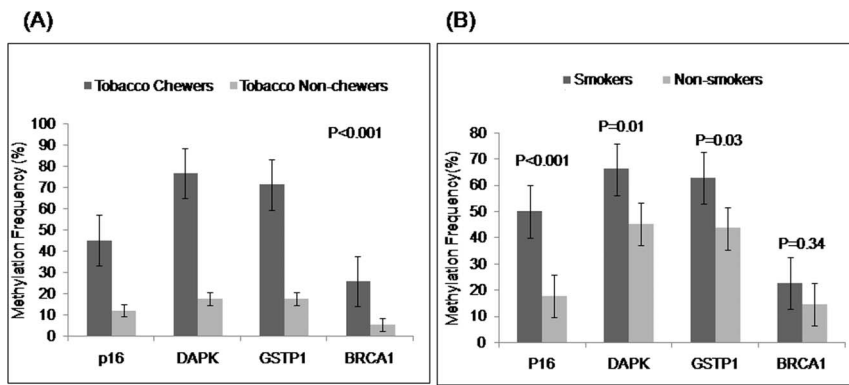 (A)
Tobacco Chewers Tobacco Non-chewers
P<0.001
Methylation Frequency (%)
100
90
80
70
60
50
40
30
20
10
0
p16 DAPK GSTP1 BRCA1
(B)
Smokers Non-smokers
P<0.001 P=0.01 P=0.03 P=0.34
Methylation Frequency(%)
80
70
60
50
40
30
20
10
0
P16 DAPK GSTP1 BRCA1